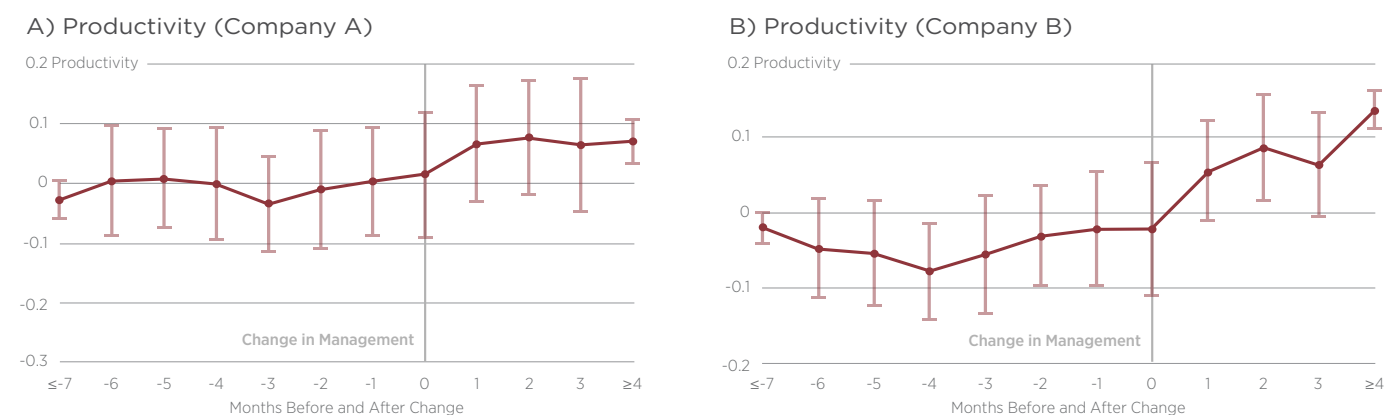 A) Productivity (Company A)
0.2 Productivity
0.1
0
-0.1
-0.2
-0.3
Change in Management
≤-7 -6 -5 -4 -3 -2 -1 0 1 2 3 ≥4
Months Before and After Change
B) Productivity (Company B)
0.2 Productivity
0.1
0
-0.1
-0.2
Change in Management
≤-7 -6 -5 -4 -3 -2 -1 0 1 2 3 ≥4
Months Before and After Change